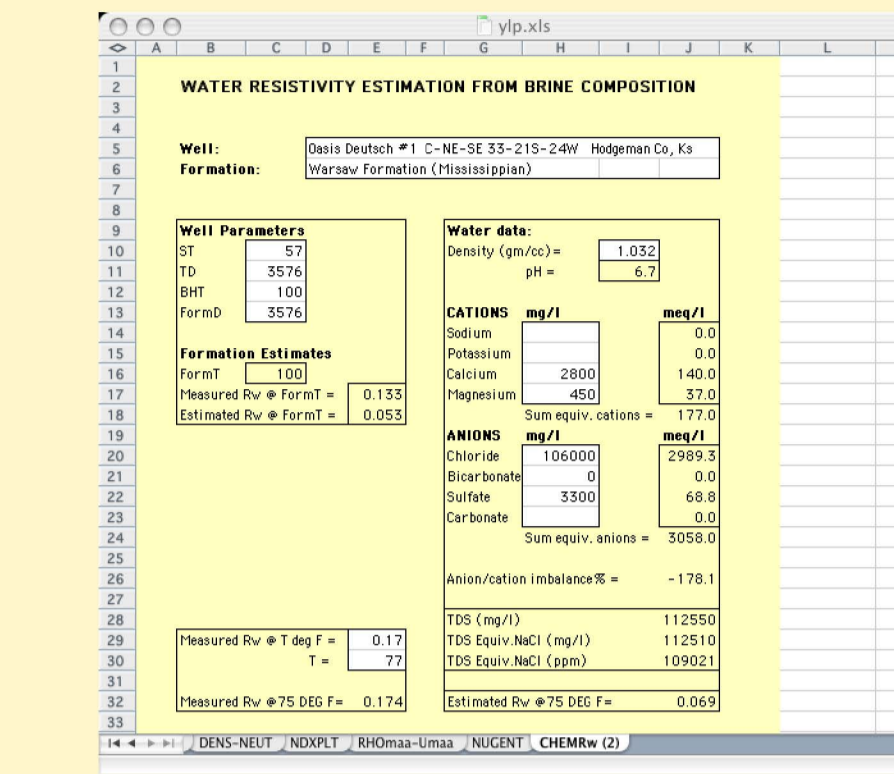 ylp.xls
A B C D E F G H I J K L
1
2 WATER RESISTIVITY ESTIMATION FROM BRINE COMPOSITION
3
4
5 Well: Oasis Deutsch #1 C-NE-SE 33-21S-24W Hodgeman Co, Ks
6 Formation: Warsaw Formation (Mississippian)
7
8
9 Well Parameters Water data:
10 ST 57 Density (gm/cc)= 1.032
11 TD 3576 pH = 6.7
12 BHT 100
13 FormD 3576 CATIONS mg/l meq/l
14 Sodium 0.0
15 Formation Estimates Potassium 0.0
16 FormT 100 Calcium 2800 140.0
17 Measured Rw @ FormT = 0.133 Magnesium 450 37.0
18 Estimated Rw @ FormT = 0.053 Sum equiv. cations = 177.0
19 ANIONS mg/l meq/l
20 Chloride 106000 2989.3
21 Bicarbonate 0 0.0
22 Sulfate 3300 68.8
23 Carbonate 0.0
24 Sum equiv. anions = 3058.0
25
26 Anion/cation imbalance% = -178.1
27
28 TDS (mg/l) 112550
29 Measured Rw @ T deg F = 0.17 TDS Equiv.NaCl (mg/l) 112510
30 T = 77 TDS Equiv.NaCl (ppm) 109021
31
32 Measured Rw @75 DEG F= 0.174 Estimated Rw @75 DEG F= 0.069
33
DENS-NEUT NDXPLT RHOmaa-Umaa NUGENT CHEMRw (2)